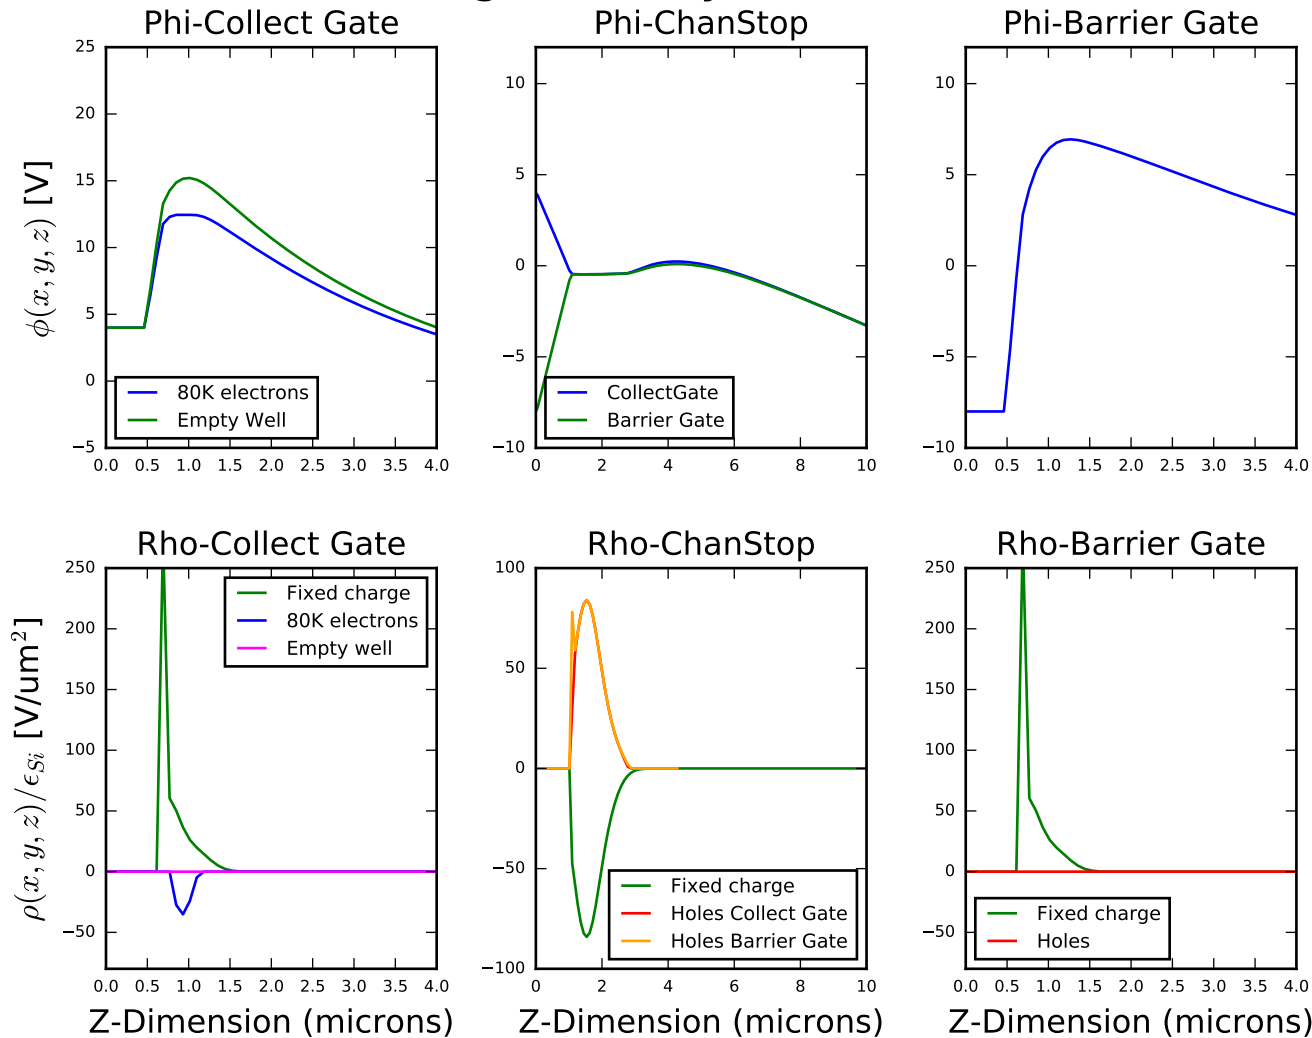 Phi-Collect Gate
Phi-ChanStop
Phi-Barrier Gate
ϕ(x, y, z) [V]
25
20
15
10
5
0
−5
0.0 0.5 1.0 1.5 2.0 2.5 3.0 3.5 4.0
80K electrons
Empty Well
10
5
0
−5
−10
0 2 4 6 8 10
CollectGate
Barrier Gate
10
5
0
−5
−10
0.0 0.5 1.0 1.5 2.0 2.5 3.0 3.5 4.0
Rho-Collect Gate
Rho-ChanStop
Rho-Barrier Gate
ρ(x, y, z)/ϵSi [V/um²]
250
200
150
100
50
0
−50
0.0 0.5 1.0 1.5 2.0 2.5 3.0 3.5 4.0
Fixed charge
80K electrons
Empty well
Z-Dimension (microns)
100
50
0
−50
−100
0 2 4 6 8 10
Fixed charge
Holes Collect Gate
Holes Barrier Gate
Z-Dimension (microns)
250
200
150
100
50
0
−50
0.0 0.5 1.0 1.5 2.0 2.5 3.0 3.5 4.0
Fixed charge
Holes
Z-Dimension (microns)